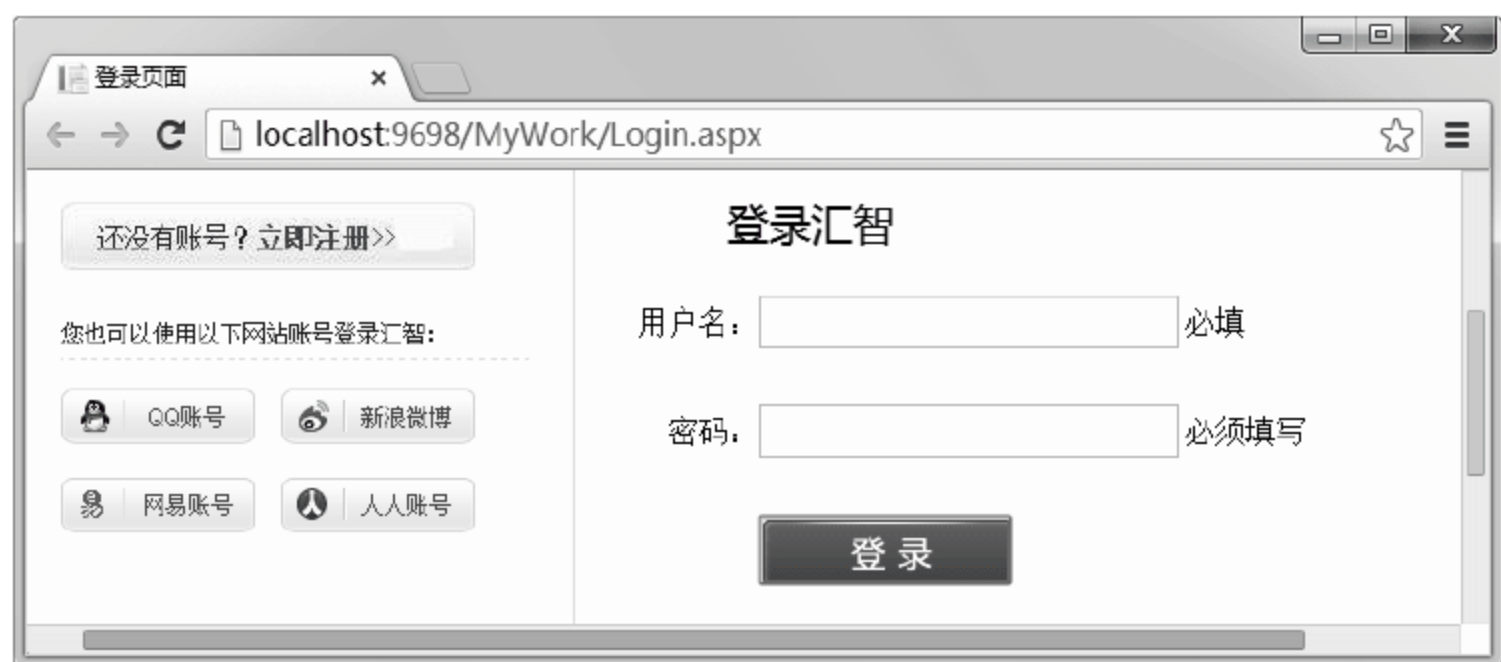 登录页面
localhost:9698/MyWork/Login.aspx
还没有账号？立即注册>>
您也可以使用以下网站账号登录汇智：
QQ账号
新浪微博
网易账号
人人账号
登录汇智
用户名：
必填
密码：
必须填写
登 录